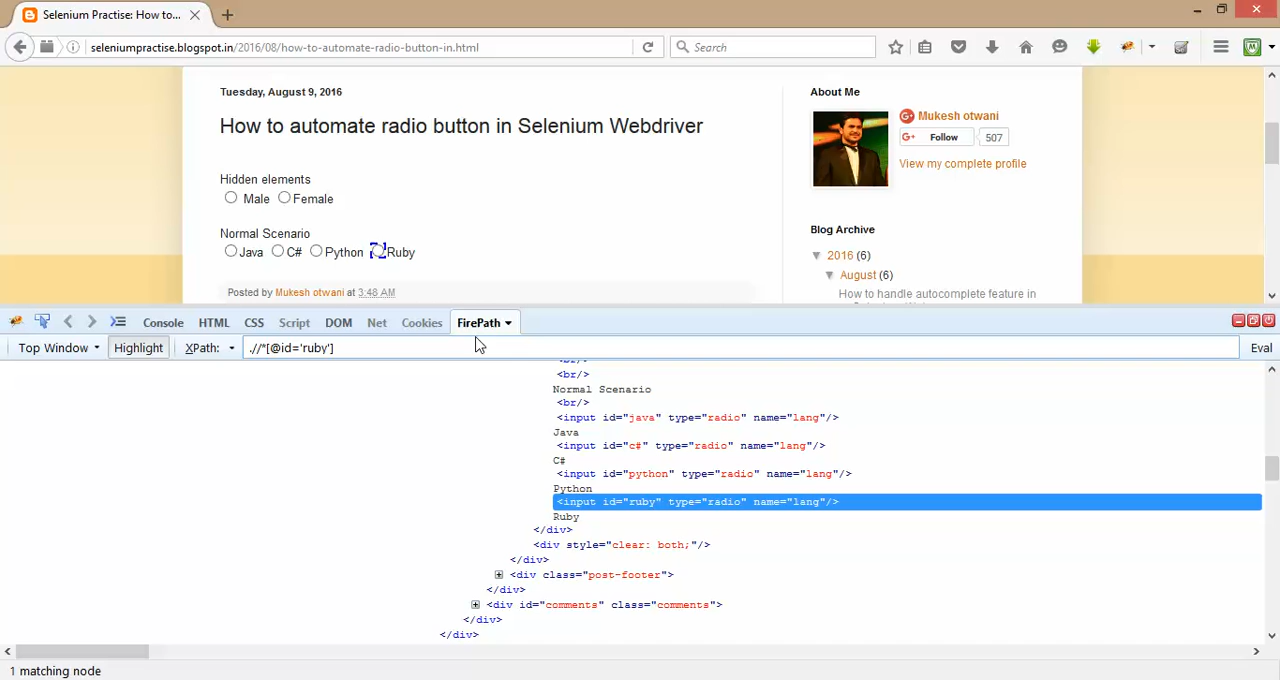 Selenium Practise: How to...
seleniumpractise.blogspot.in/2016/08/how-to-automate-radio-button-in.html
Search
Tuesday, August 9, 2016
How to automate radio button in Selenium Webdriver
Hidden elements
Male Female
Normal Scenario
Java C# Python Ruby
Posted by Mukesh otwani at 3:48 AM
About Me
Mukesh otwani
G+ Follow 507
View my complete profile
Blog Archive
▼ 2016 (6)
▼ August (6)
How to handle autocomplete feature in
Console HTML CSS Script DOM Net Cookies FirePath
Top Window Highlight XPath: .//*[@id='ruby'] Eval
<br/>
<br/>
Normal Scenario
<br/>
<input id="java" type="radio" name="lang"/>
Java
<input id="c#" type="radio" name="lang"/>
C#
<input id="python" type="radio" name="lang"/>
Python
<input id="ruby" type="radio" name="lang"/>
Ruby
</div>
<div style="clear: both;"/>
</div>
<div class="post-footer">
</div>
<div id="comments" class="comments">
</div>
</div>
1 matching node